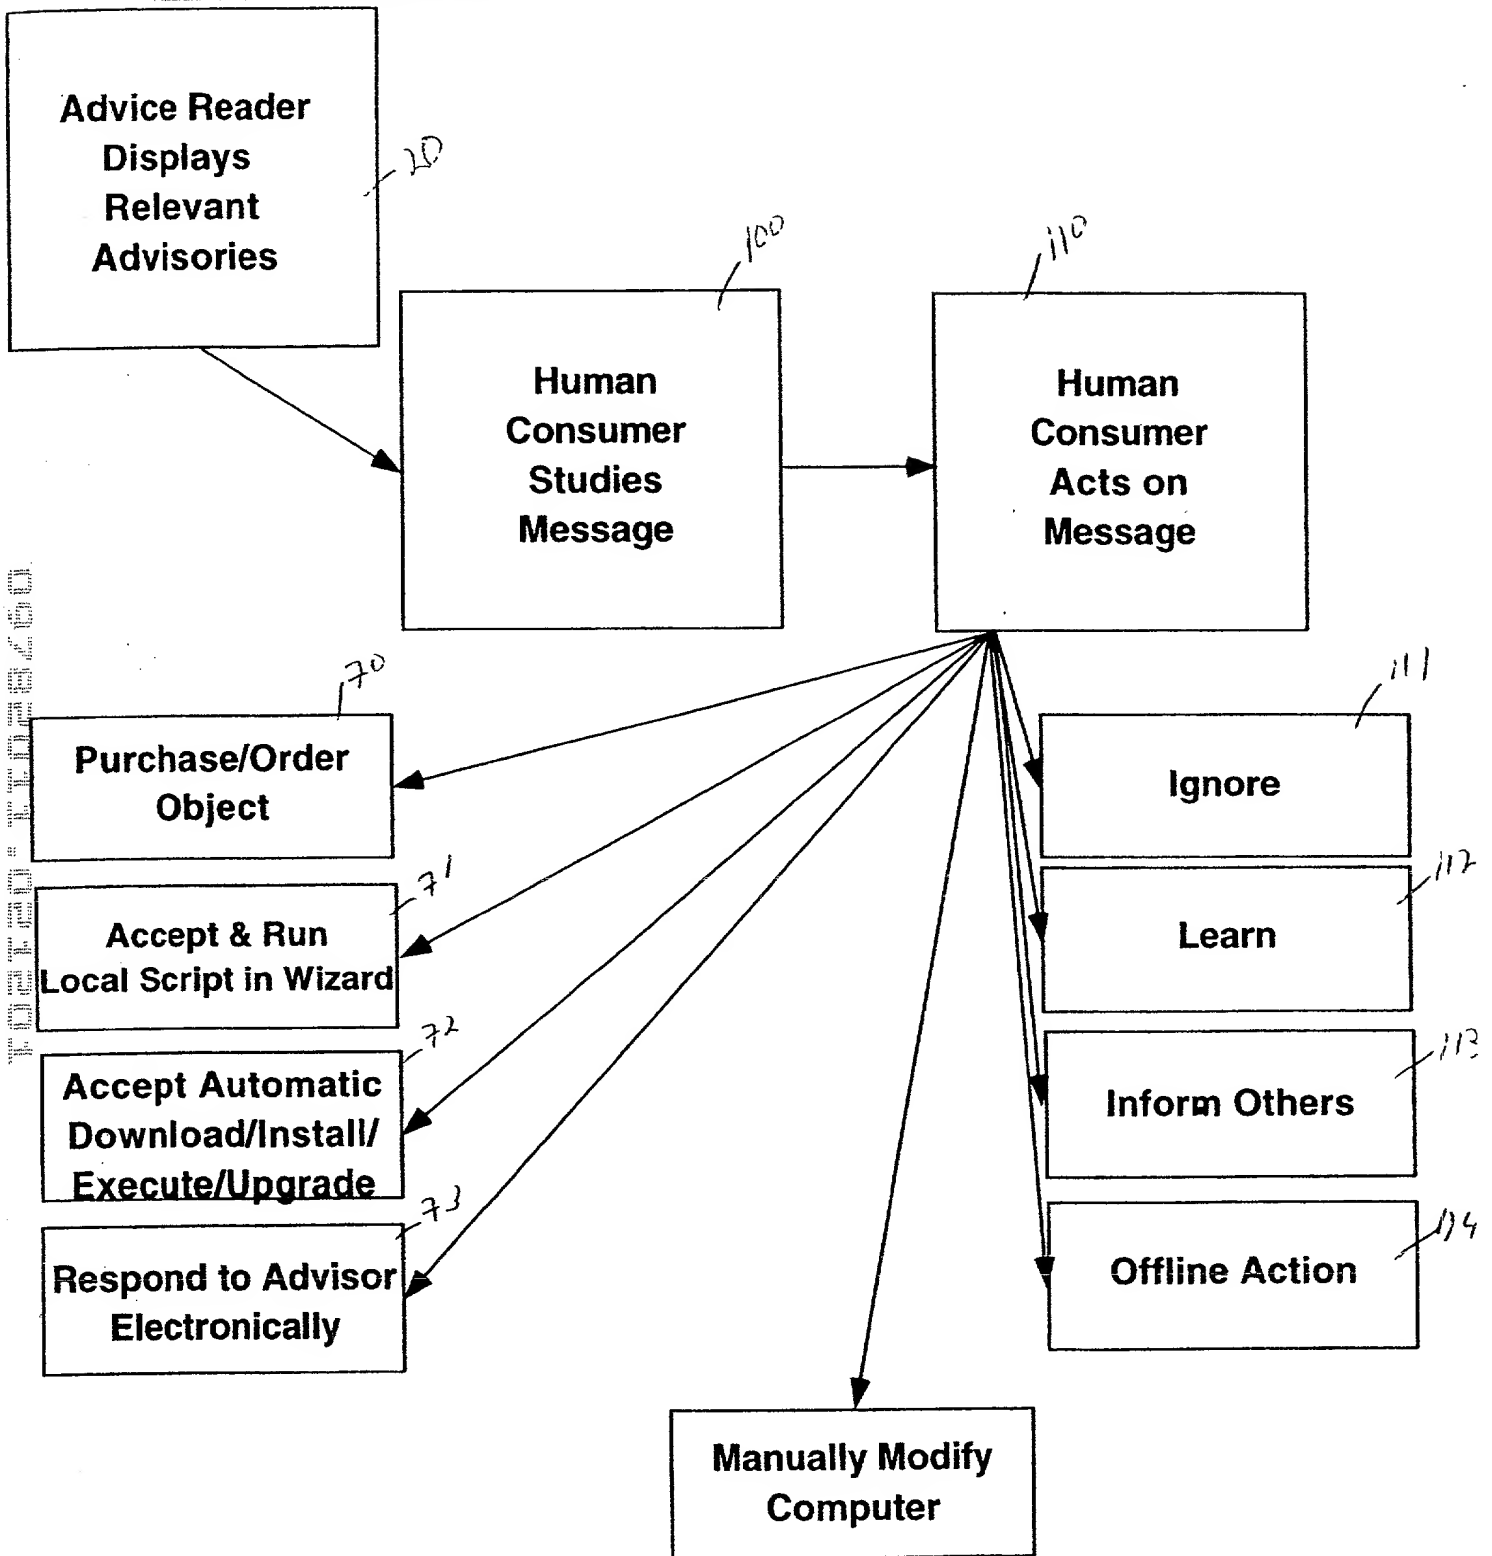 Advice Reader
Displays
Relevant
Advisories
20
Human
Consumer
Studies
Message
100
Human
Consumer
Acts on
Message
110
Purchase/Order
Object
70
Accept & Run
Local Script in Wizard
71
Accept Automatic
Download/Install/
Execute/Upgrade
72
Respond to Advisor
Electronically
73
Ignore
111
Learn
112
Inform Others
113
Offline Action
114
Manually Modify
Computer